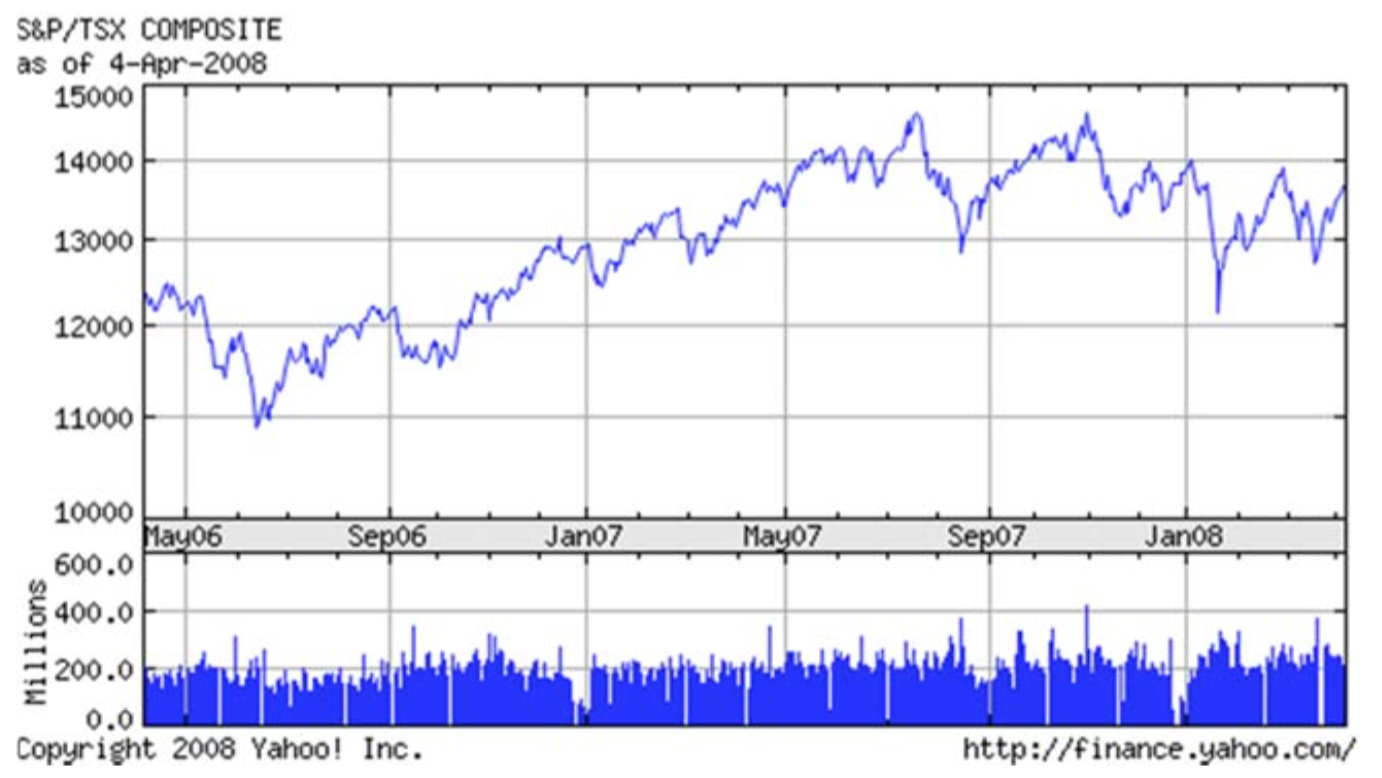 S&P/TSX COMPOSITE
as of 4-Apr-2008
15000
14000
13000
12000
11000
10000
May06 Sep06 Jan07 May07 Sep07 Jan08
600.0
400.0
200.0
0.0
Millions
Copyright 2008 Yahoo! Inc. http://finance.yahoo.com/